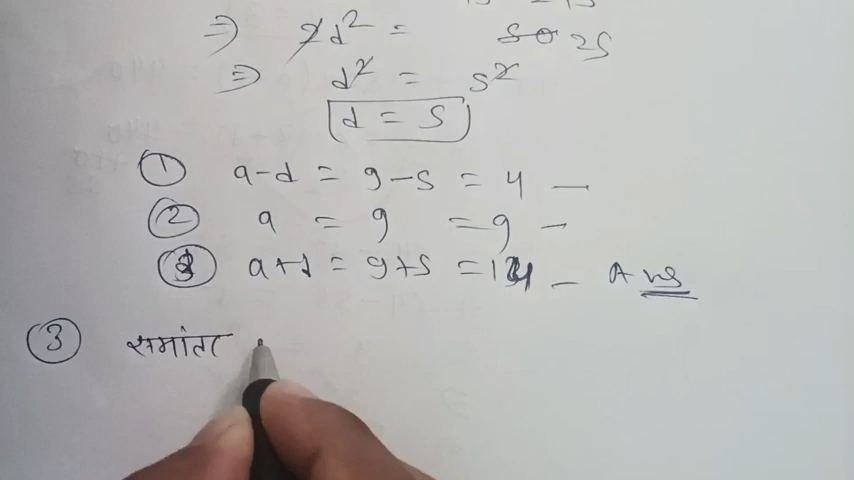 ⇒ 2d² = 50 25
⇒ d² = 5²
d = 5
① a-d = 9-5 = 4 —
② a = 9 = 9 —
③ a+d = 9+5 = 14 — Ans
③ समांतर